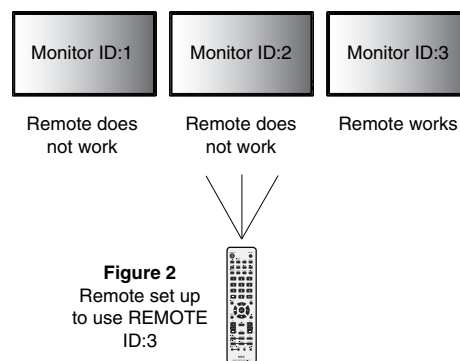 Monitor ID:1
Monitor ID:2
Monitor ID:3
Remote does
not work
Remote does
not work
Remote works
Figure 2
Remote set up
to use REMOTE
ID:3